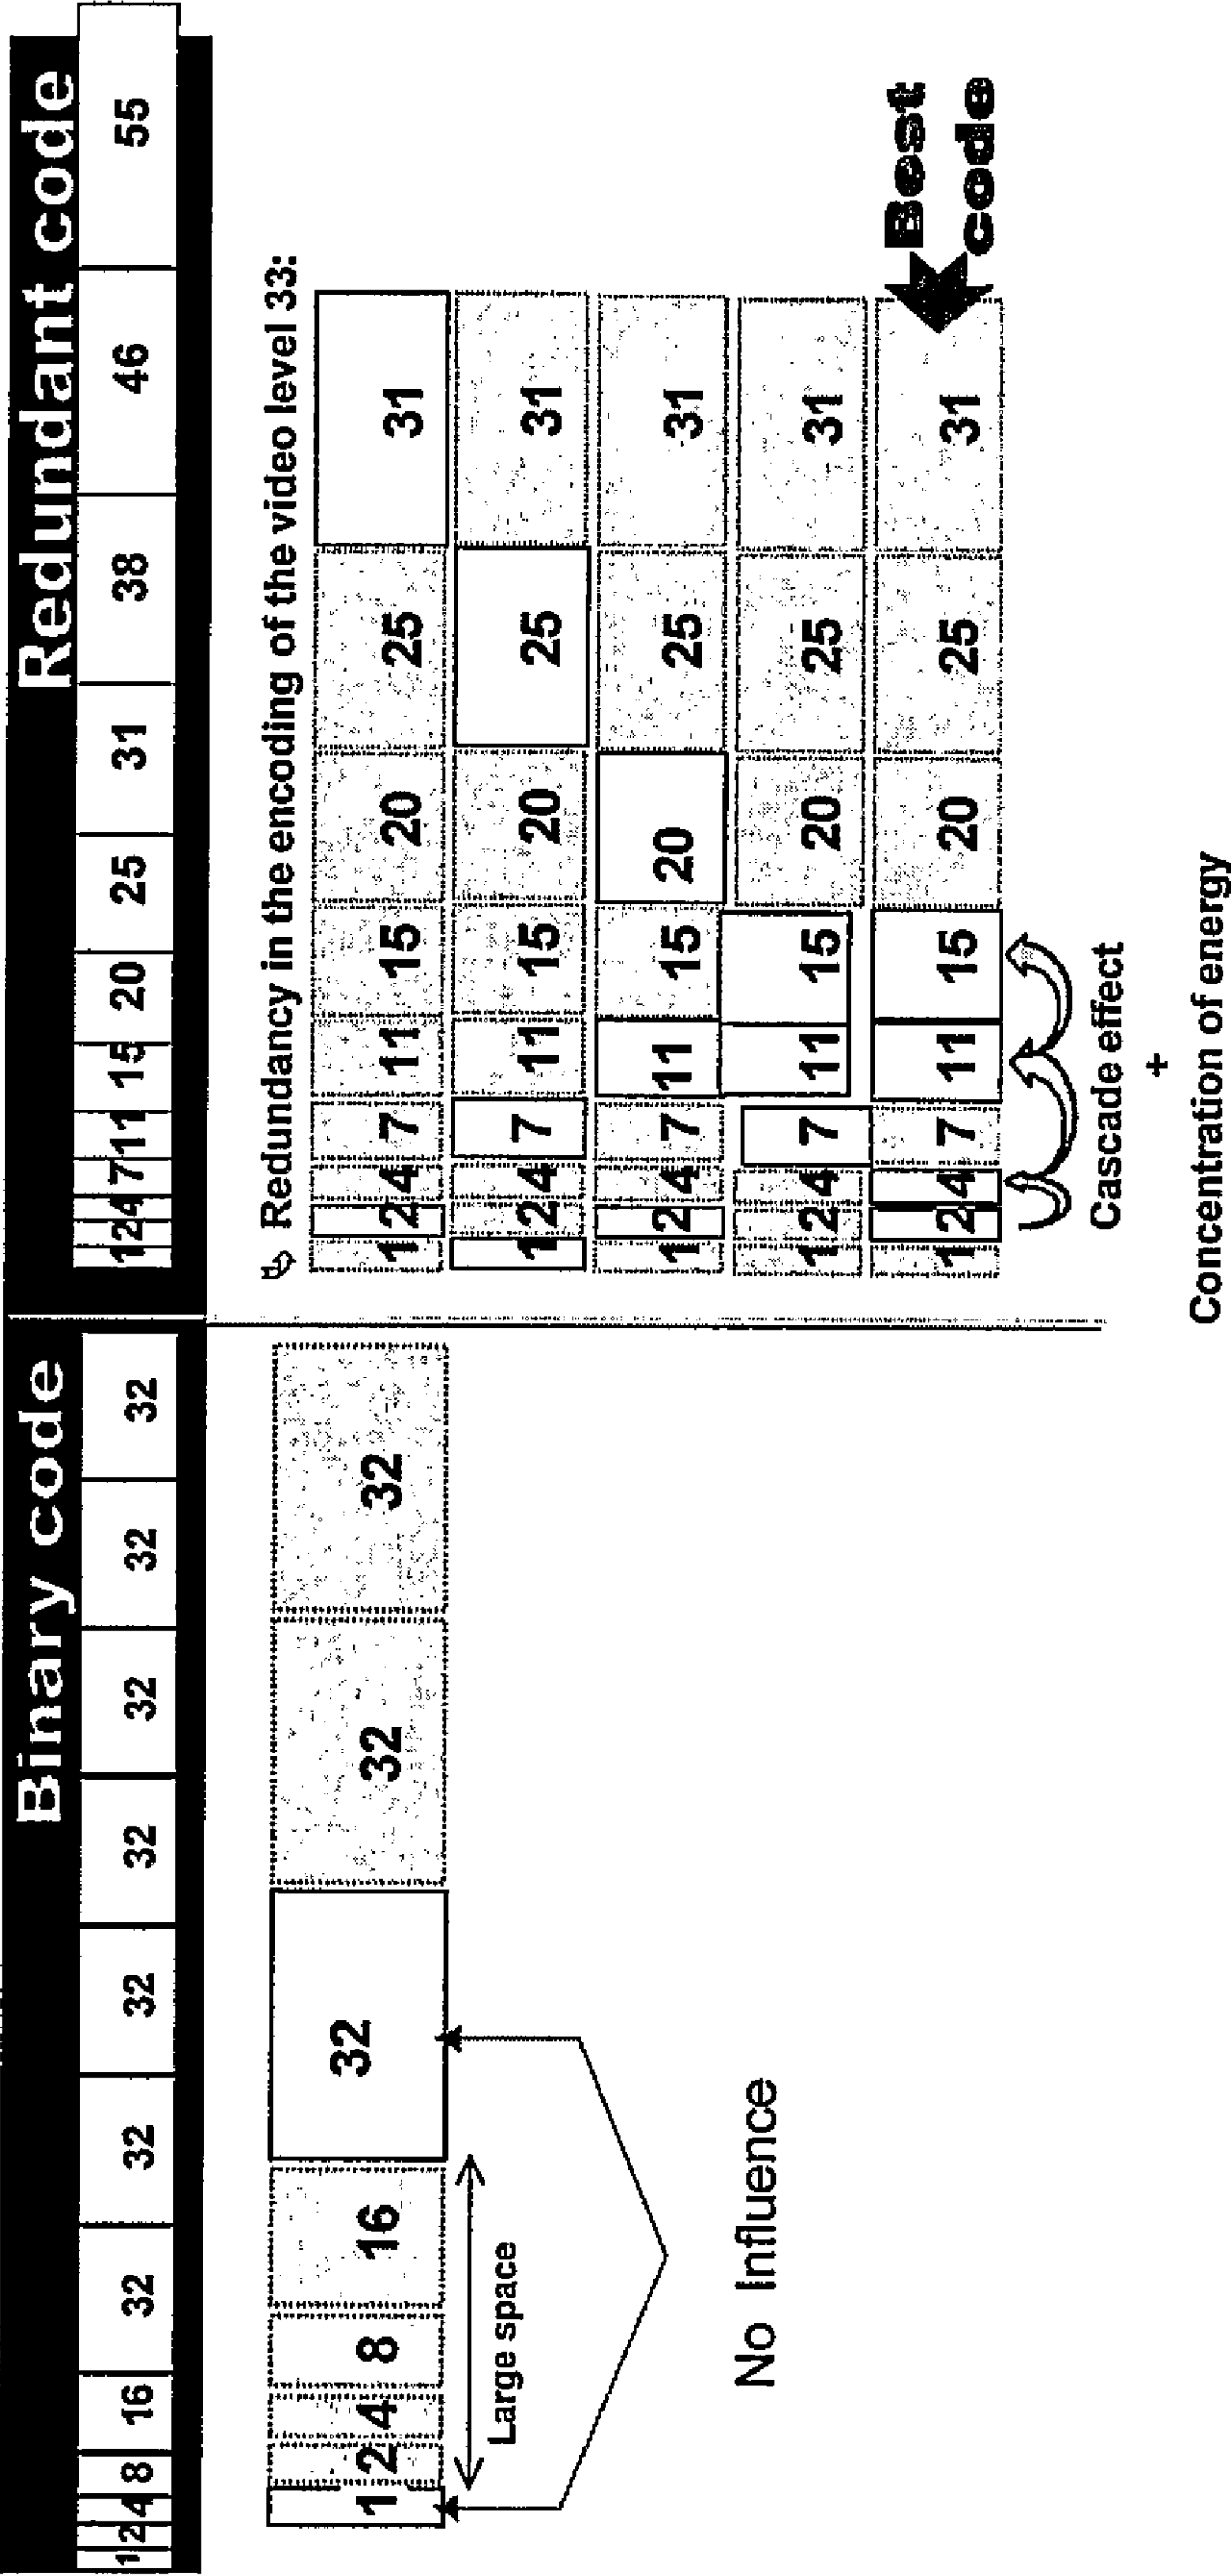 Binary code
1 2 4 8 16 32 32 32 32 32 32 32
1 2 4 8 16 32 32 32
Large space
No Influence
Redundant code
1 2 4 7 11 15 20 25 31 38 46 55
Redundancy in the encoding of the video level 33:
1 2 4 7 11 15 20 25 31
1 2 4 7 11 15 20 25 31
1 2 4 7 11 15 20 25 31
1 2 4 7 11 15 20 25 31
1 2 4 7 11 15 20 25 31
Best
code
Cascade effect
+
Concentration of energy